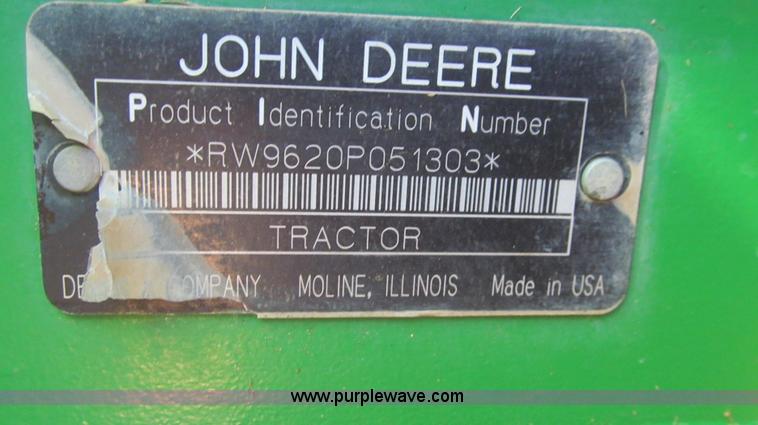 JOHN DEERE
Product Identification Number
*RW9620P051303*
TRACTOR
COMPANY MOLINE, ILLINOIS Made in USA
www.purplewave.com